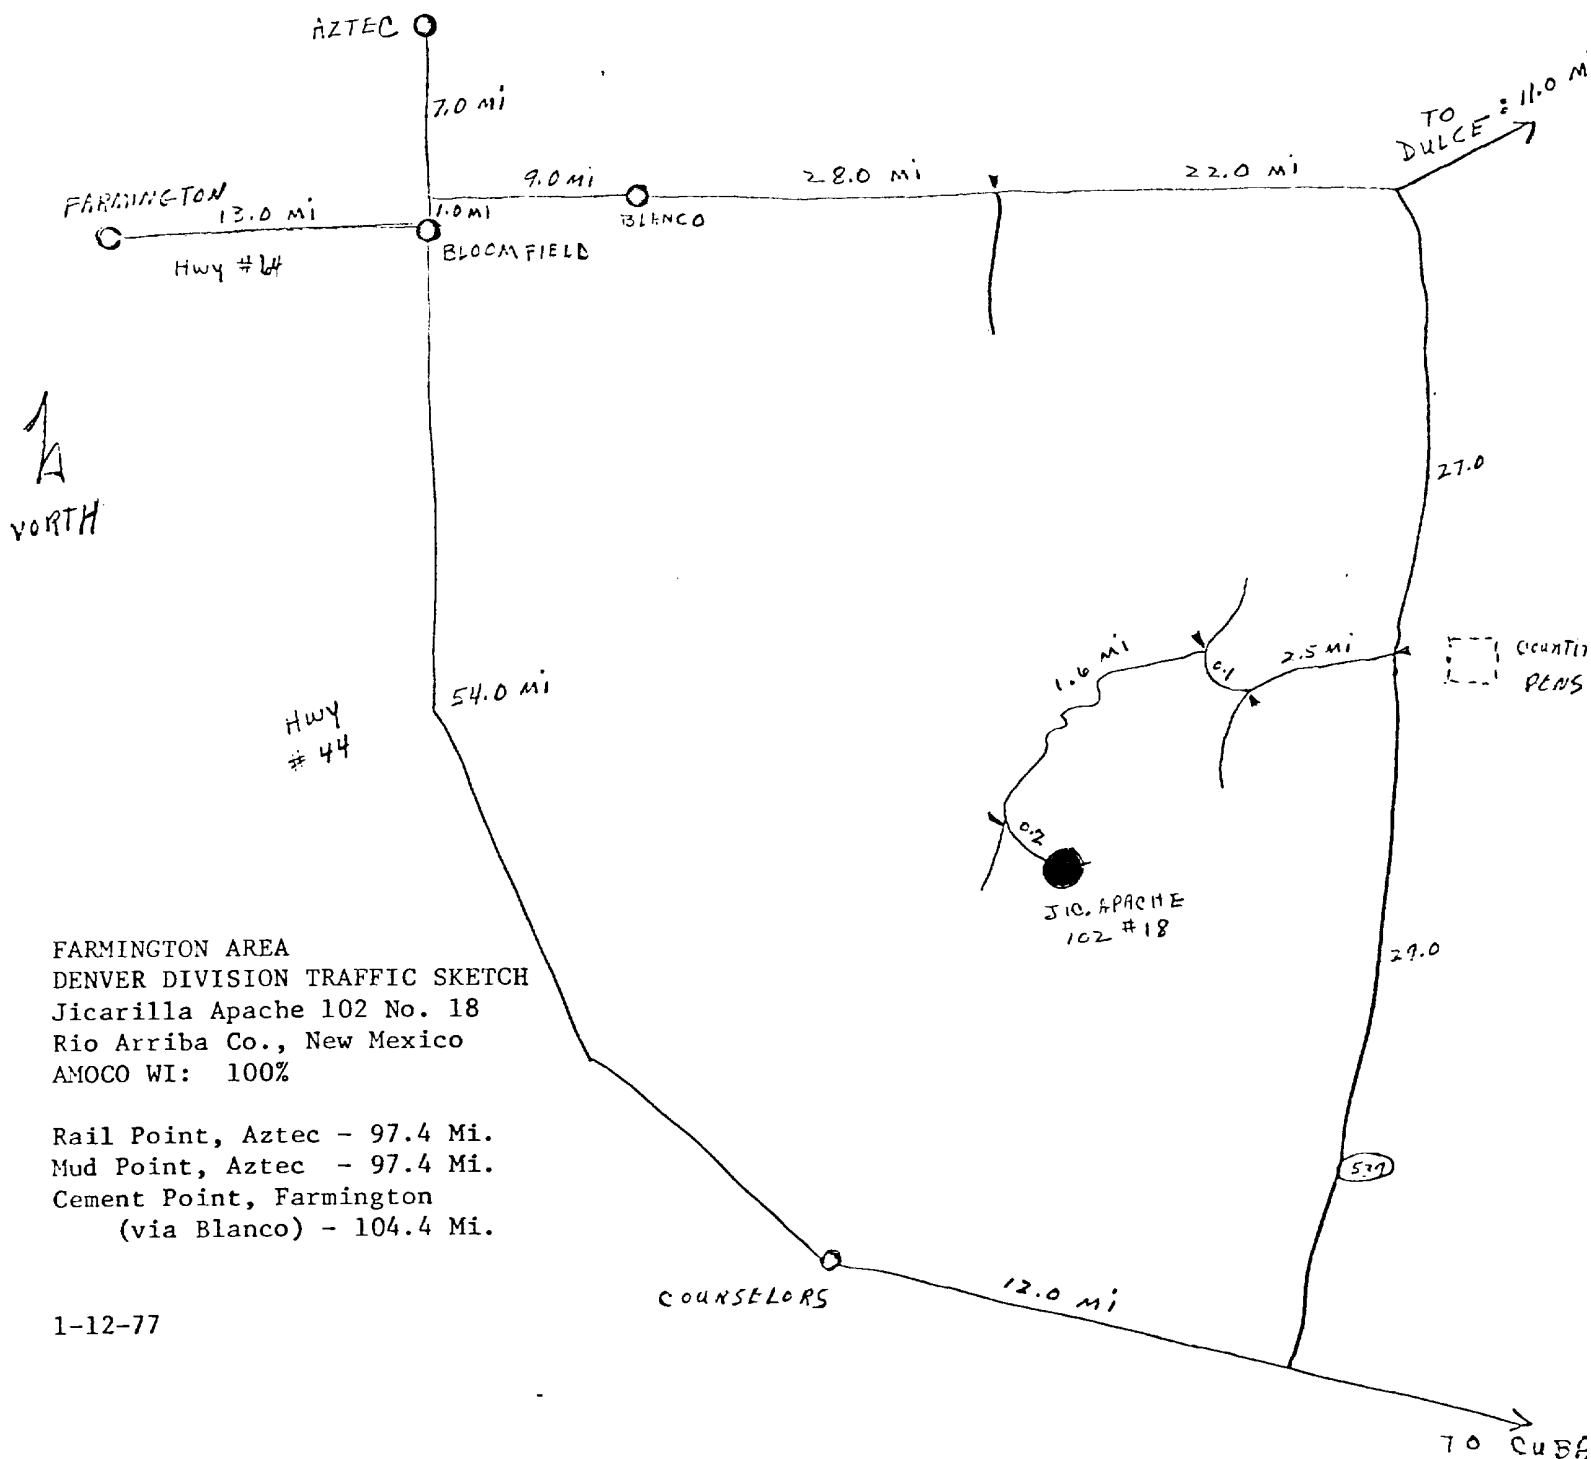 AZTEC
7.0 Mi
TO
DULCE : 11.0 M
9.0 Mi
28.0 Mi
22.0 Mi
FARMINGTON
13.0 Mi
1.0 MI
BLANCO
BLOOMFIELD
Hwy #64
NORTH
27.0
1.6 Mi
0.1
2.5 Mi
COUNTI
PENS
54.0 Mi
HWY
# 44
0.2
JIC. APACHE
102 #18
29.0
FARMINGTON AREA
DENVER DIVISION TRAFFIC SKETCH
Jicarilla Apache 102 No. 18
Rio Arriba Co., New Mexico
AMOCO WI: 100%
Rail Point, Aztec - 97.4 Mi.
Mud Point, Aztec - 97.4 Mi.
Cement Point, Farmington
(via Blanco) - 104.4 Mi.
537
COUNSELORS
12.0 Mi
1-12-77
TO CUBA